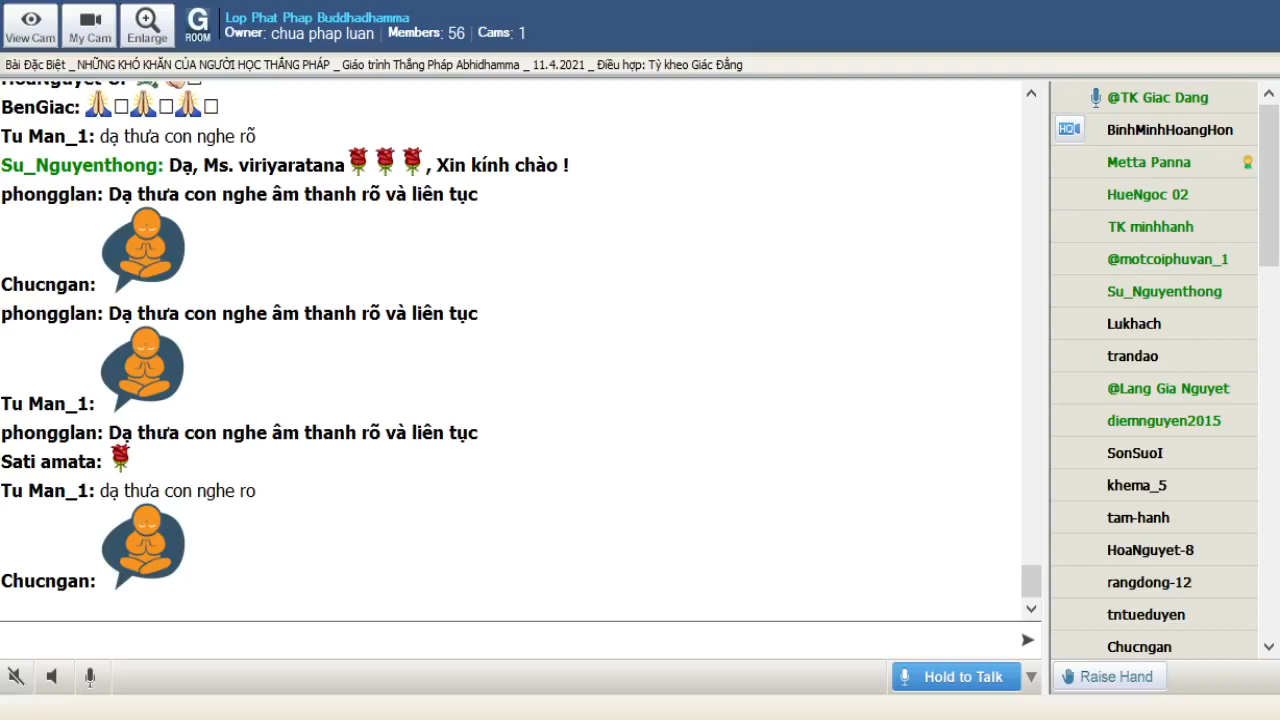 View Cam
My Cam
Enlarge
G
ROOM
Lop Phat Phap Buddhadhamma
Owner: chua phap luan
Members: 56
Cams: 1
Bài Đặc Biệt _ NHỮNG KHÓ KHĂN CỦA NGƯỜI HỌC THẮNG PHÁP _ Giáo trình Thắng Pháp Abhidhamma _ 11.4.2021 _ Điều hợp: Tỳ kheo Giác Đẳng
BenGiac:
Tu Man_1: dạ thưa con nghe rõ
Su_Nguyenthong: Dạ, Ms. viriyaratana , Xin kính chào !
phongglan: Dạ thưa con nghe âm thanh rõ và liên tục
Chucngan:
phongglan: Dạ thưa con nghe âm thanh rõ và liên tục
Tu Man_1:
phongglan: Dạ thưa con nghe âm thanh rõ và liên tục
Sati amata:
Tu Man_1: dạ thưa con nghe ro
Chucngan:
@TK Giac Dang
HD
BinhMinhHoangHon
Metta Panna
HueNgoc 02
TK minhhanh
@motcoiphuvan_1
Su_Nguyenthong
Lukhach
trandao
@Lang Gia Nguyet
diemnguyen2015
SonSuoI
khema_5
tam-hanh
HoaNguyet-8
rangdong-12
tntueduyen
Chucngan
Hold to Talk
Raise Hand